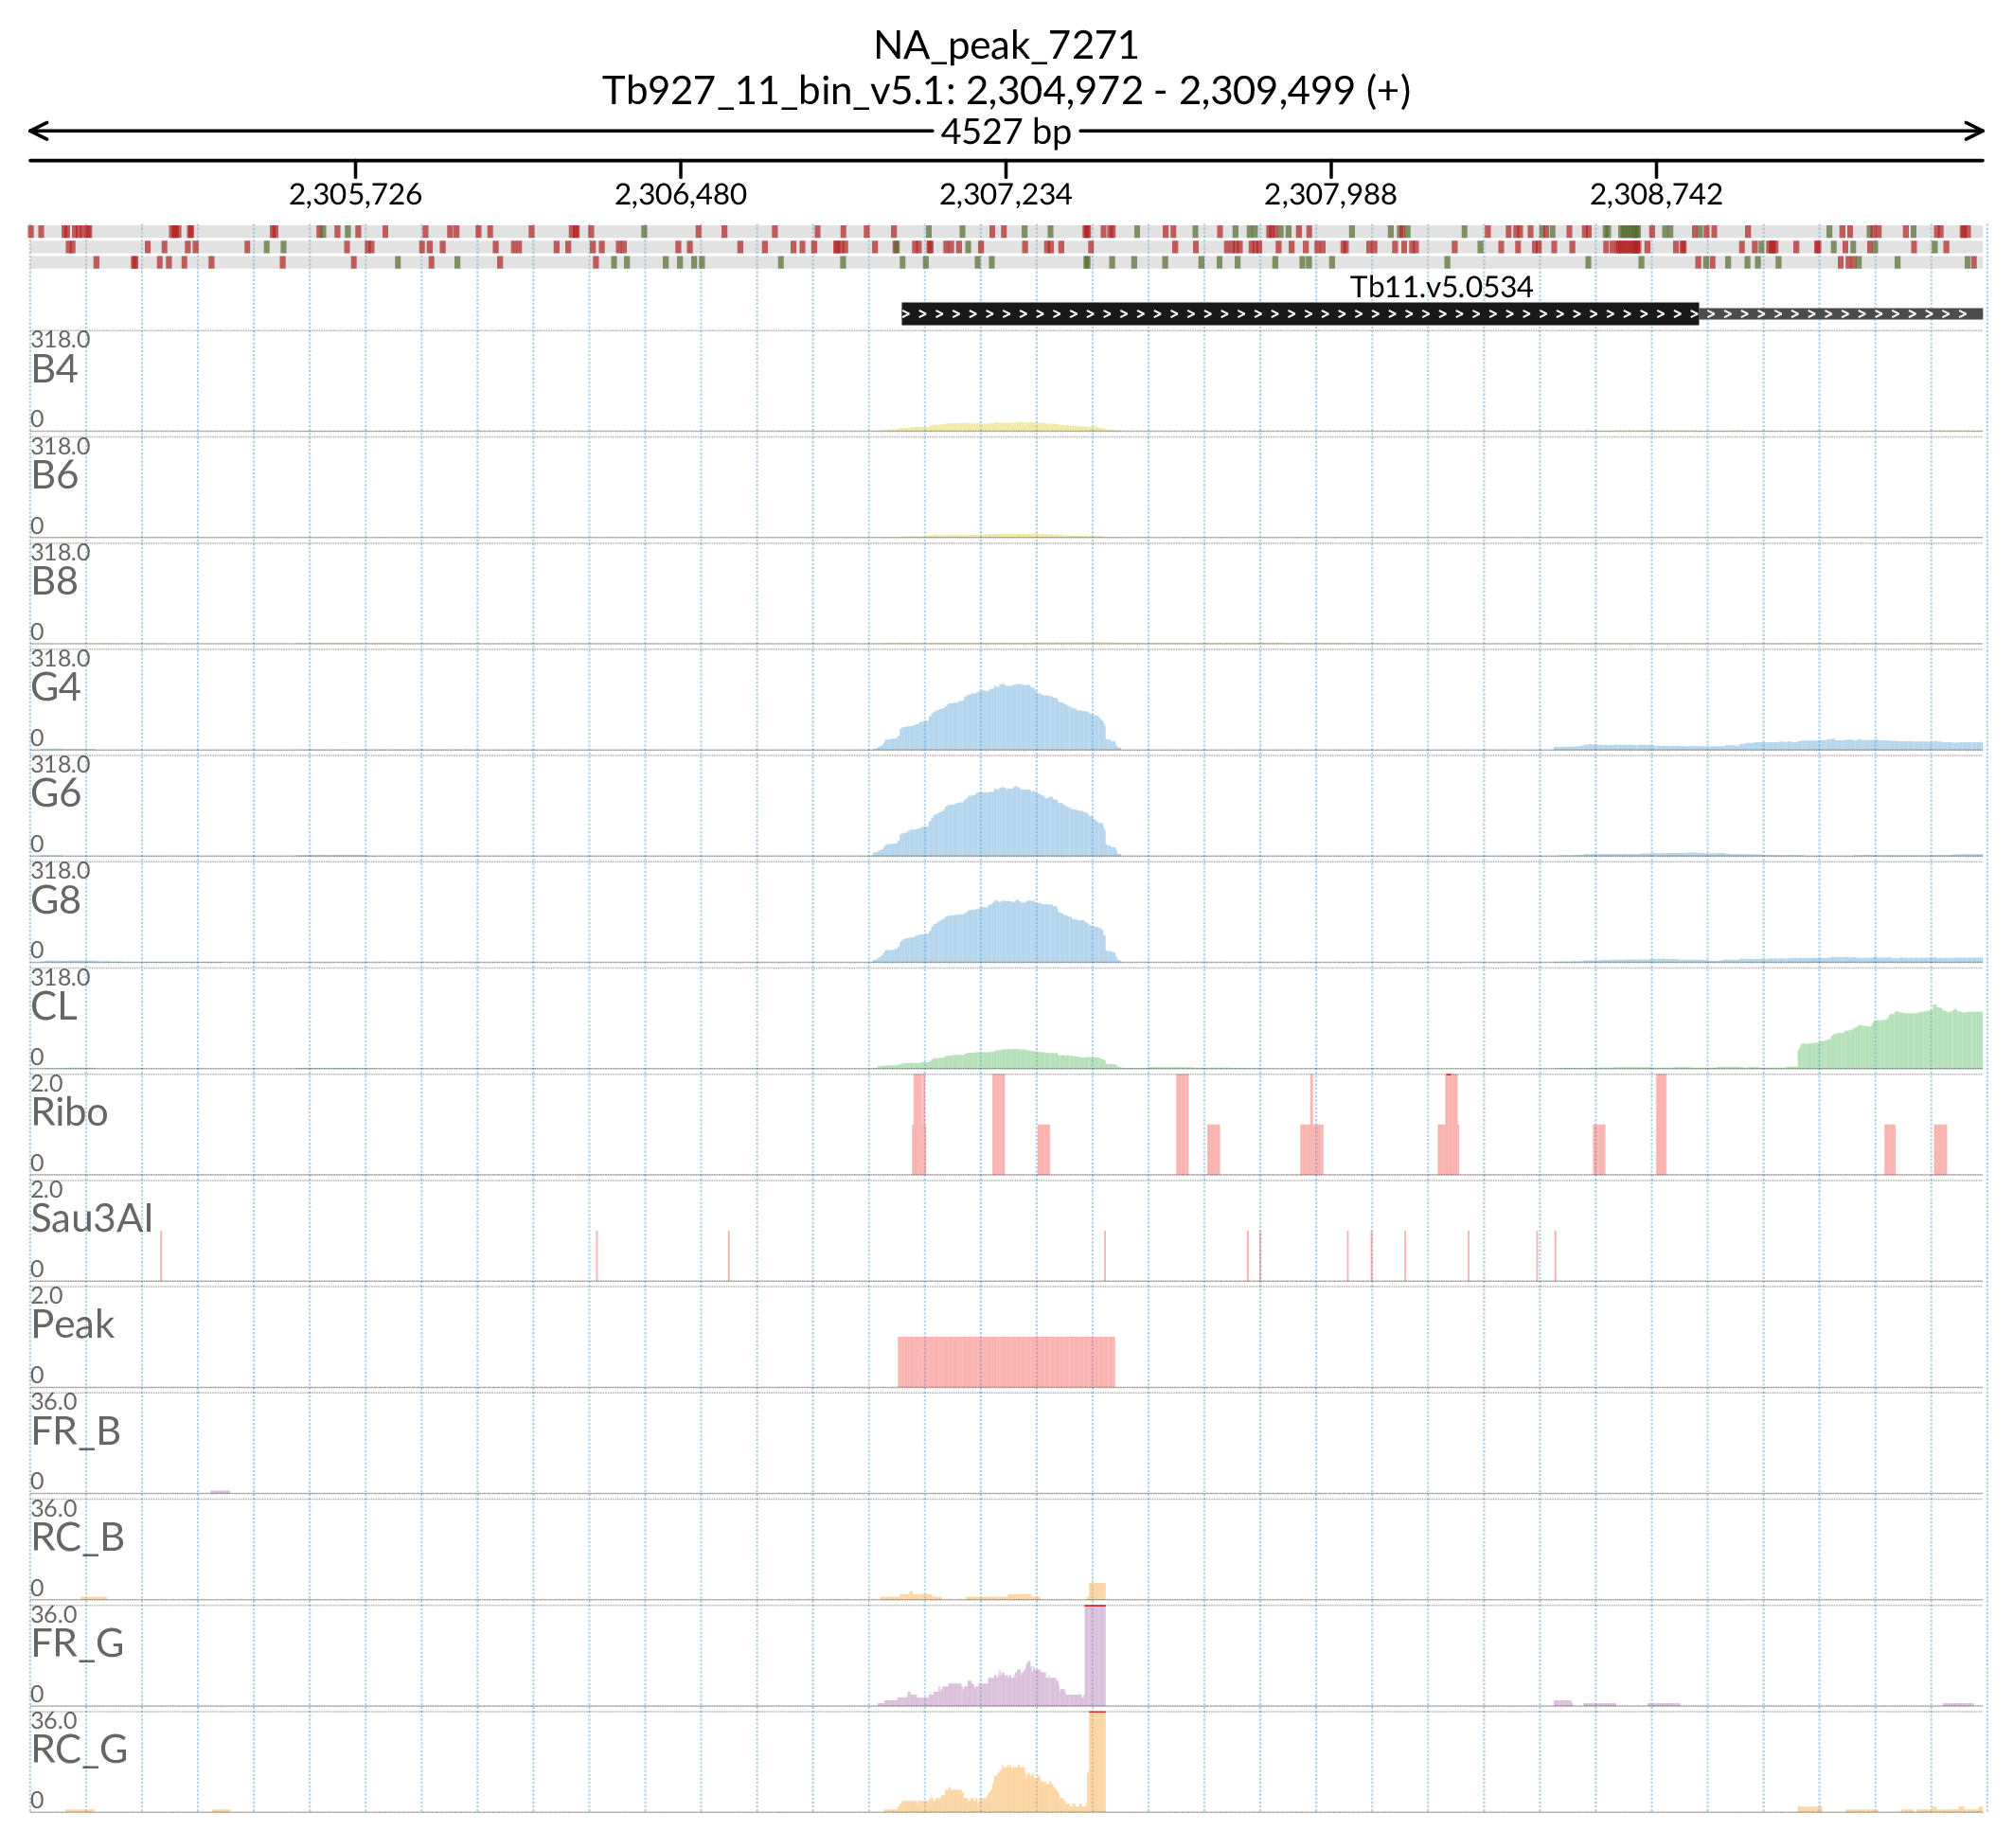 NA_peak_7271
Tb927_11_bin_v5.1: 2,304,972 - 2,309,499 (+)
4527 bp
2,305,726 2,306,480 2,307,234 2,307,988 2,308,742
Tb11.v5.0534
318.0
B4
0
318.0
B6
0
318.0
B8
0
318.0
G4
0
318.0
G6
0
318.0
G8
0
318.0
CL
0
2.0
Ribo
0
2.0
Sau3AI
0
2.0
Peak
0
36.0
FR_B
0
36.0
RC_B
0
36.0
FR_G
0
36.0
RC_G
0